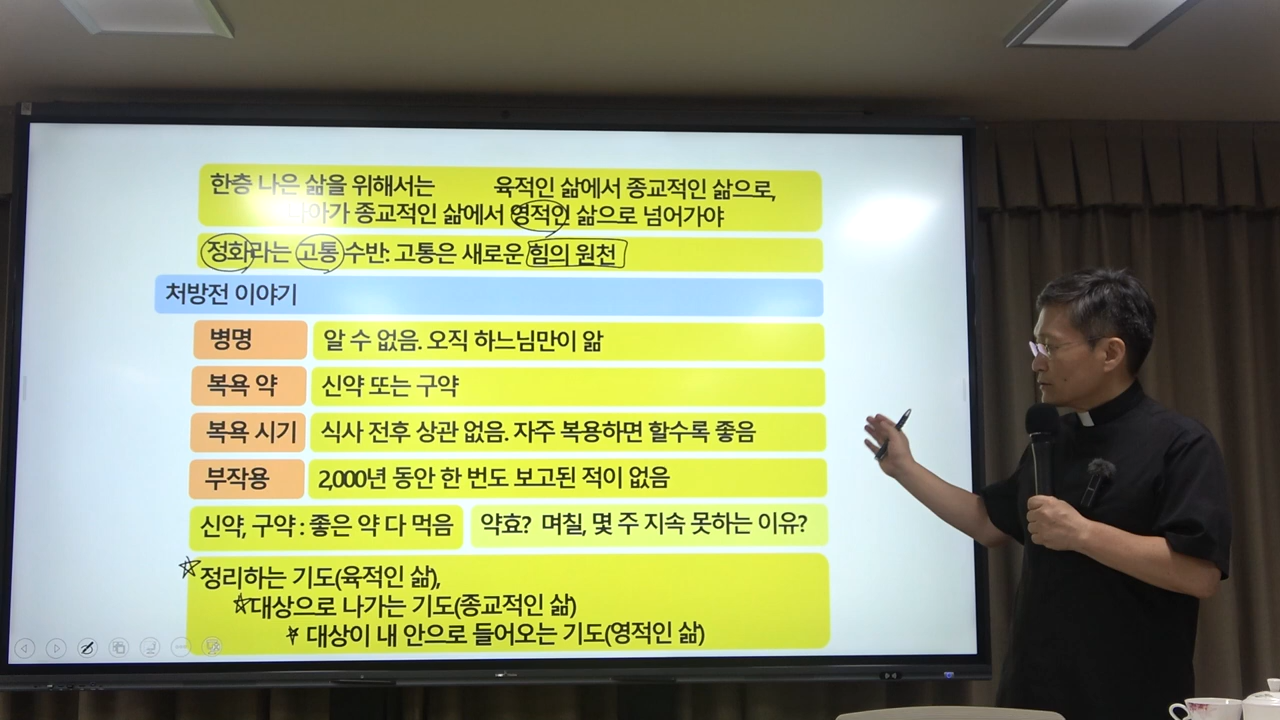 한층 나은 삶을 위해서는 육적인 삶에서 종교적인 삶으로,
나아가 종교적인 삶에서 영적인 삶으로 넘어가야
정화라는 고통 수반: 고통은 새로운 힘의 원천
처방전 이야기
병명 알 수 없음. 오직 하느님만이 앎
복욕 약 신약 또는 구약
복욕 시기 식사 전후 상관 없음. 자주 복용하면 할수록 좋음
부작용 2,000년 동안 한 번도 보고된 적이 없음
신약, 구약 : 좋은 약 다 먹음 약효? 며칠, 몇 주 지속 못하는 이유?
정리하는 기도(육적인 삶),
대상으로 나가는 기도(종교적인 삶)
대상이 내 안으로 들어오는 기도(영적인 삶)